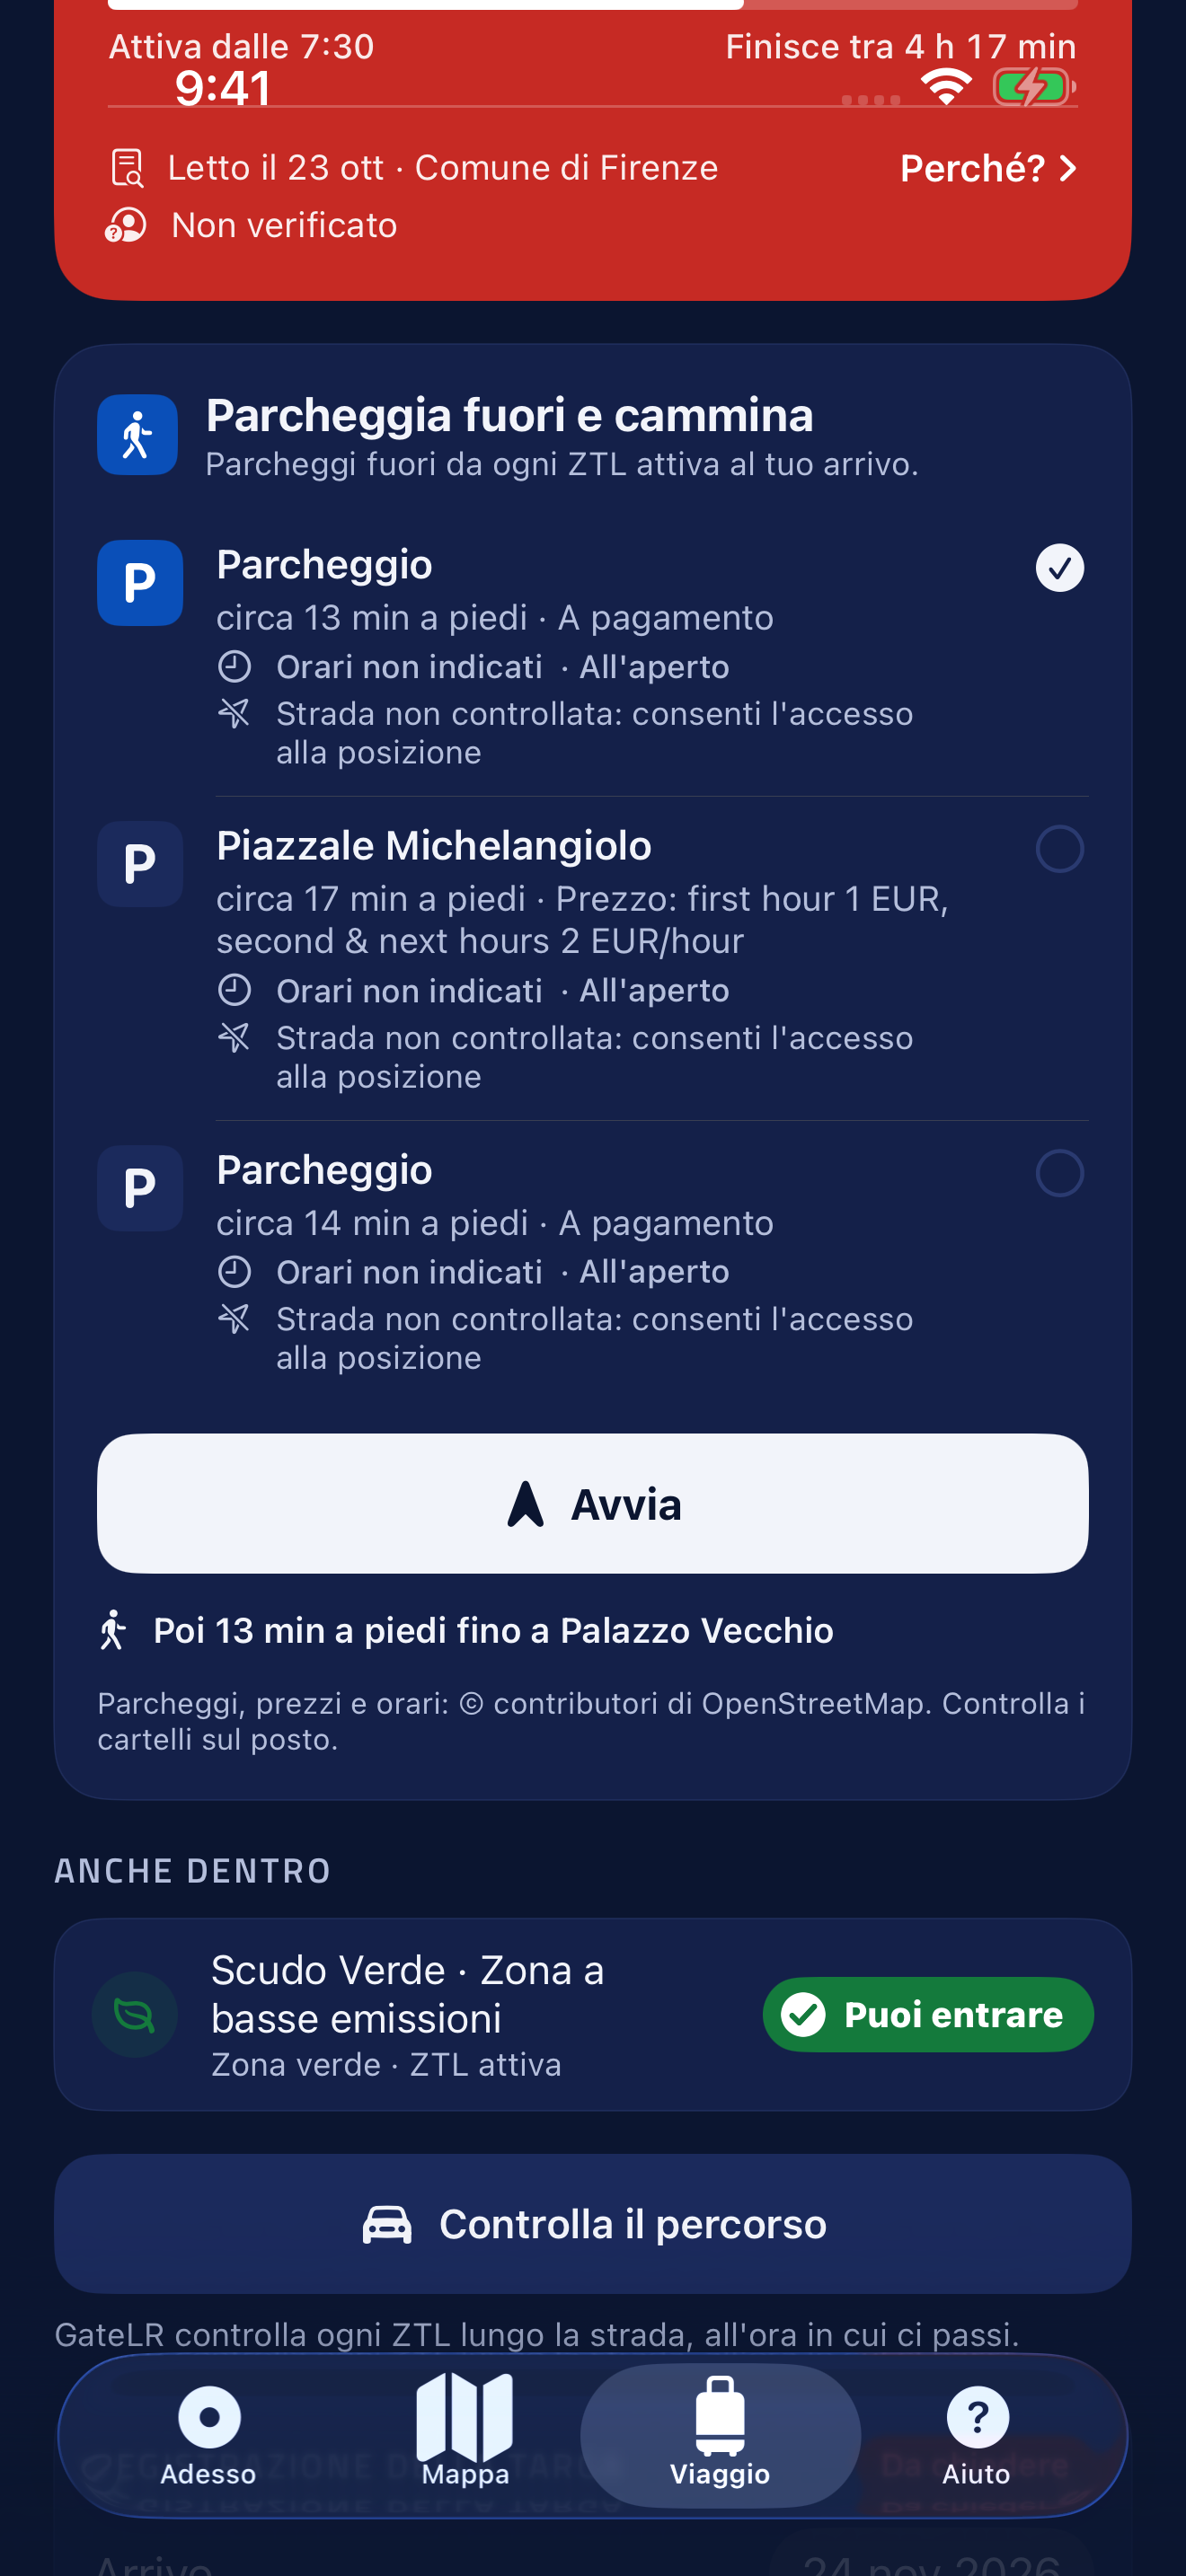 Attiva dalle 7:30
Finisce tra 4 h 17 min
9:41
Letto il 23 ott · Comune di Firenze
Perché?
Non verificato
Parcheggia fuori e cammina
Parcheggi fuori da ogni ZTL attiva al tuo arrivo.
P
Parcheggio
circa 13 min a piedi · A pagamento
Orari non indicati · All'aperto
Strada non controllata: consenti l'accesso
alla posizione
P
Piazzale Michelangiolo
circa 17 min a piedi · Prezzo: first hour 1 EUR,
second & next hours 2 EUR/hour
Orari non indicati · All'aperto
Strada non controllata: consenti l'accesso
alla posizione
P
Parcheggio
circa 14 min a piedi · A pagamento
Orari non indicati · All'aperto
Strada non controllata: consenti l'accesso
alla posizione
Avvia
Poi 13 min a piedi fino a Palazzo Vecchio
Parcheggi, prezzi e orari: © contributori di OpenStreetMap. Controlla i
cartelli sul posto.
ANCHE DENTRO
Scudo Verde · Zona a
basse emissioni
Zona verde · ZTL attiva
Puoi entrare
Controlla il percorso
GateLR controlla ogni ZTL lungo la strada, all'ora in cui ci passi.
Da chiedere
Adesso
Mappa
Viaggio
Aiuto
Arrivo
24 nov 2026